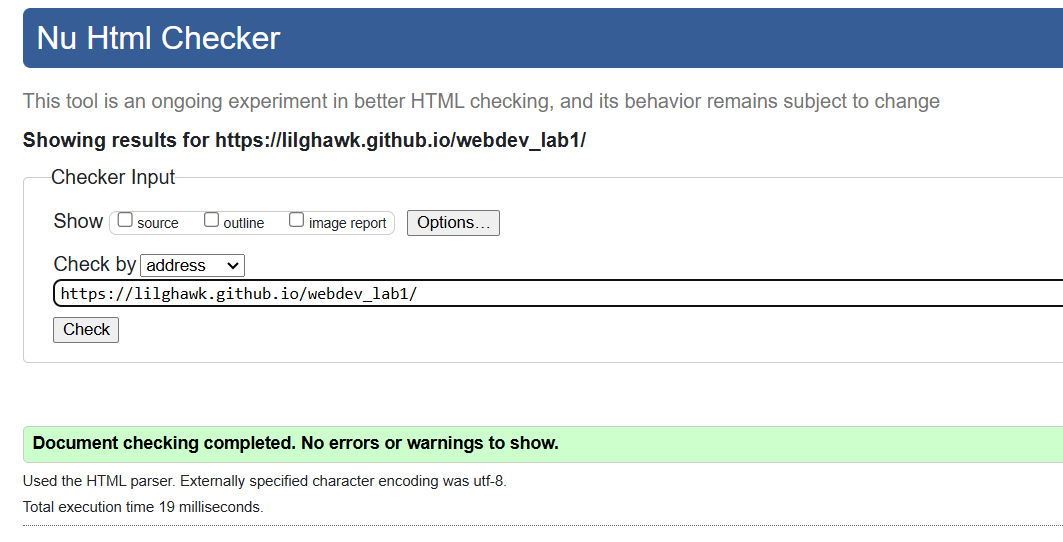 Nu Html Checker
This tool is an ongoing experiment in better HTML checking, and its behavior remains subject to change
Showing results for https://lilghawk.github.io/webdev_lab1/
Checker Input
Show source outline image report Options...
Check by address
https://lilghawk.github.io/webdev_lab1/
Check
Document checking completed. No errors or warnings to show.
Used the HTML parser. Externally specified character encoding was utf-8.
Total execution time 19 milliseconds.